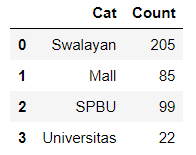 Cat Count
0 Swalayan 205
1 Mall 85
2 SPBU 99
3 Universitas 22